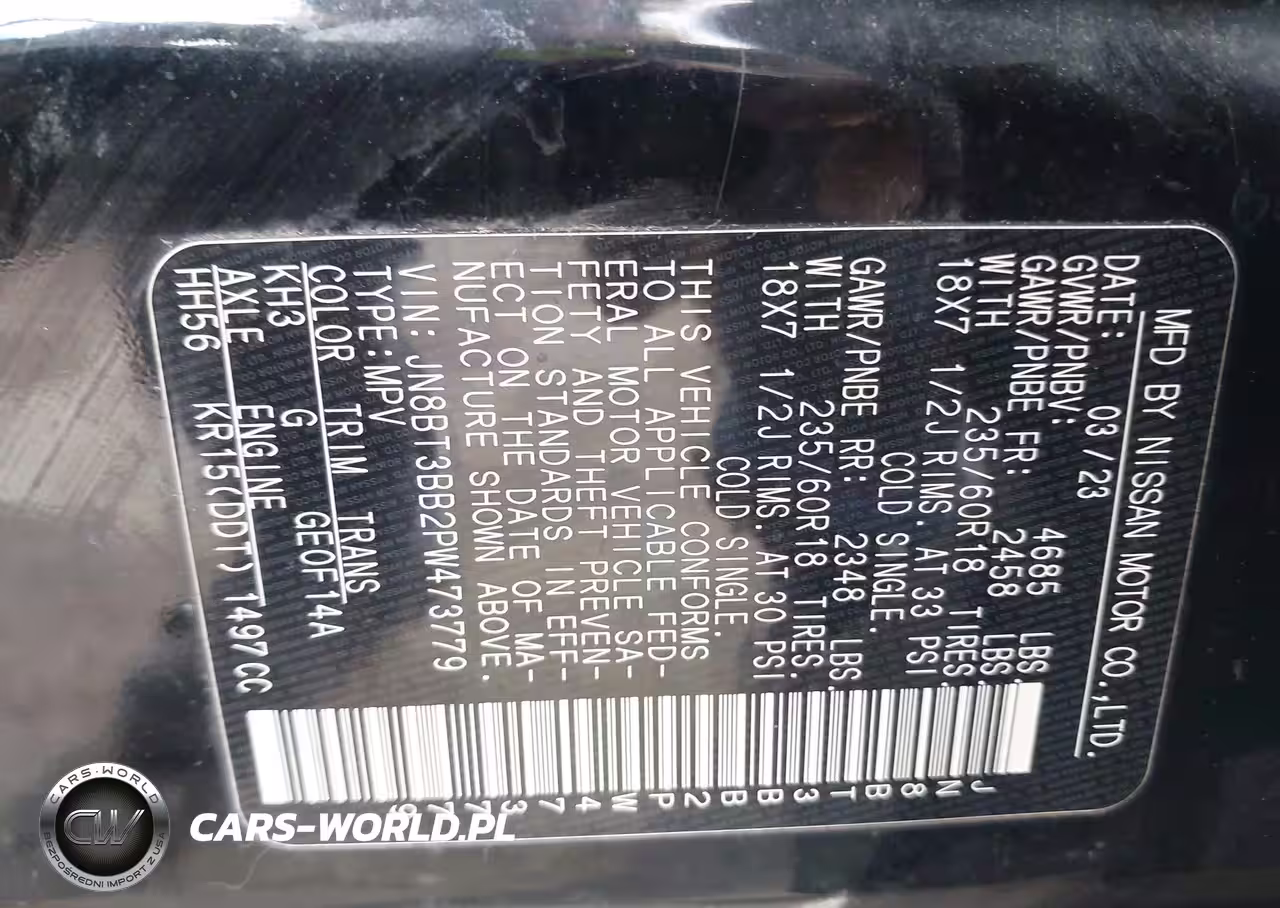 MFD BY NISSAN MOTOR CO.,LTD.
DATE: 03/23
GVWR/PNBV: 4685 LBS.
GAWR/PNBE FR: 2458 LBS.
WITH 235/60R18 TIRES.
18X7 1/2J RIMS. AT 33 PSI
COLD SINGLE.
GAWR/PNBE RR: 2348 LBS.
WITH 235/60R18 TIRES.
18X7 1/2J RIMS. AT 30 PSI
COLD SINGLE.
THIS VEHICLE CONFORMS
TO ALL APPLICABLE FED-
ERAL MOTOR VEHICLE SA-
FETY AND THEFT PREVEN-
TION STANDARDS IN EFF-
ECT ON THE DATE OF MA-
NUFACTURE SHOWN ABOVE.
VIN: JN8BT3BB2PW473779
TYPE:MPV
COLOR TRIM TRANS
KH3 G GE0F14A
AXLE ENGINE
HH56 KR15(DDT) 1497CC
JN8BT3BB2PW473779
CARS-WORLD
CW
BEZPOŚREDNI IMPORT Z USA
CARS-WORLD.PL